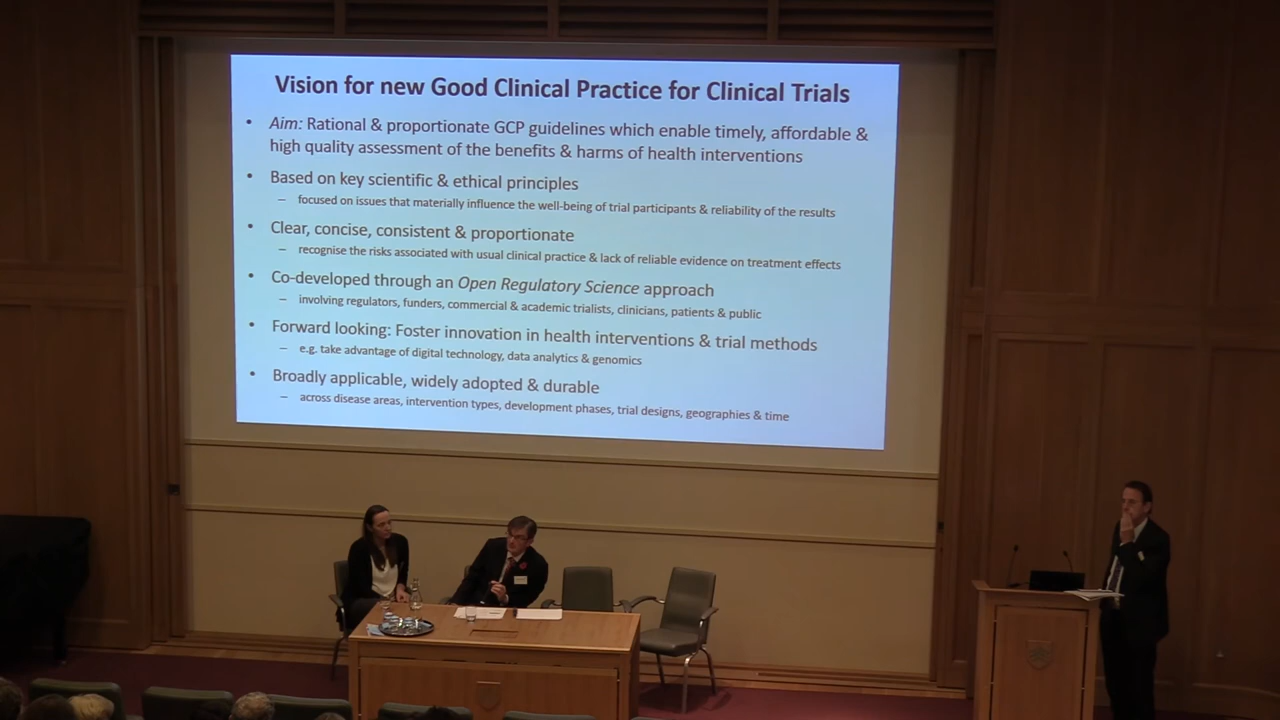 Vision for new Good Clinical Practice for Clinical Trials
• Aim: Rational & proportionate GCP guidelines which enable timely, affordable &
high quality assessment of the benefits & harms of health interventions
• Based on key scientific & ethical principles
– focused on issues that materially influence the well-being of trial participants & reliability of the results
• Clear, concise, consistent & proportionate
– recognise the risks associated with usual clinical practice & lack of reliable evidence on treatment effects
• Co-developed through an Open Regulatory Science approach
– involving regulators, funders, commercial & academic trialists, clinicians, patients & public
• Forward looking: Foster innovation in health interventions & trial methods
– e.g. take advantage of digital technology, data analytics & genomics
• Broadly applicable, widely adopted & durable
– across disease areas, intervention types, development phases, trial designs, geographies & time